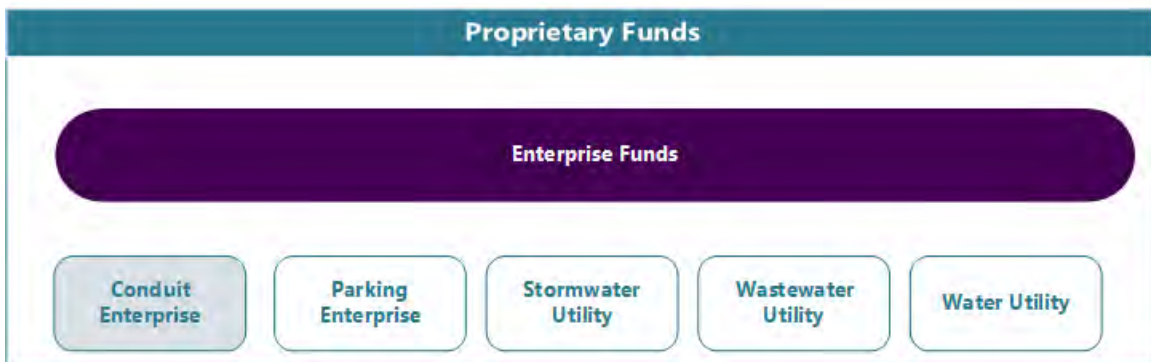 Proprietary Funds
Enterprise Funds
Conduit
Enterprise
Parking
Enterprise
Stormwater
Utility
Wastewater
Utility
Water Utility